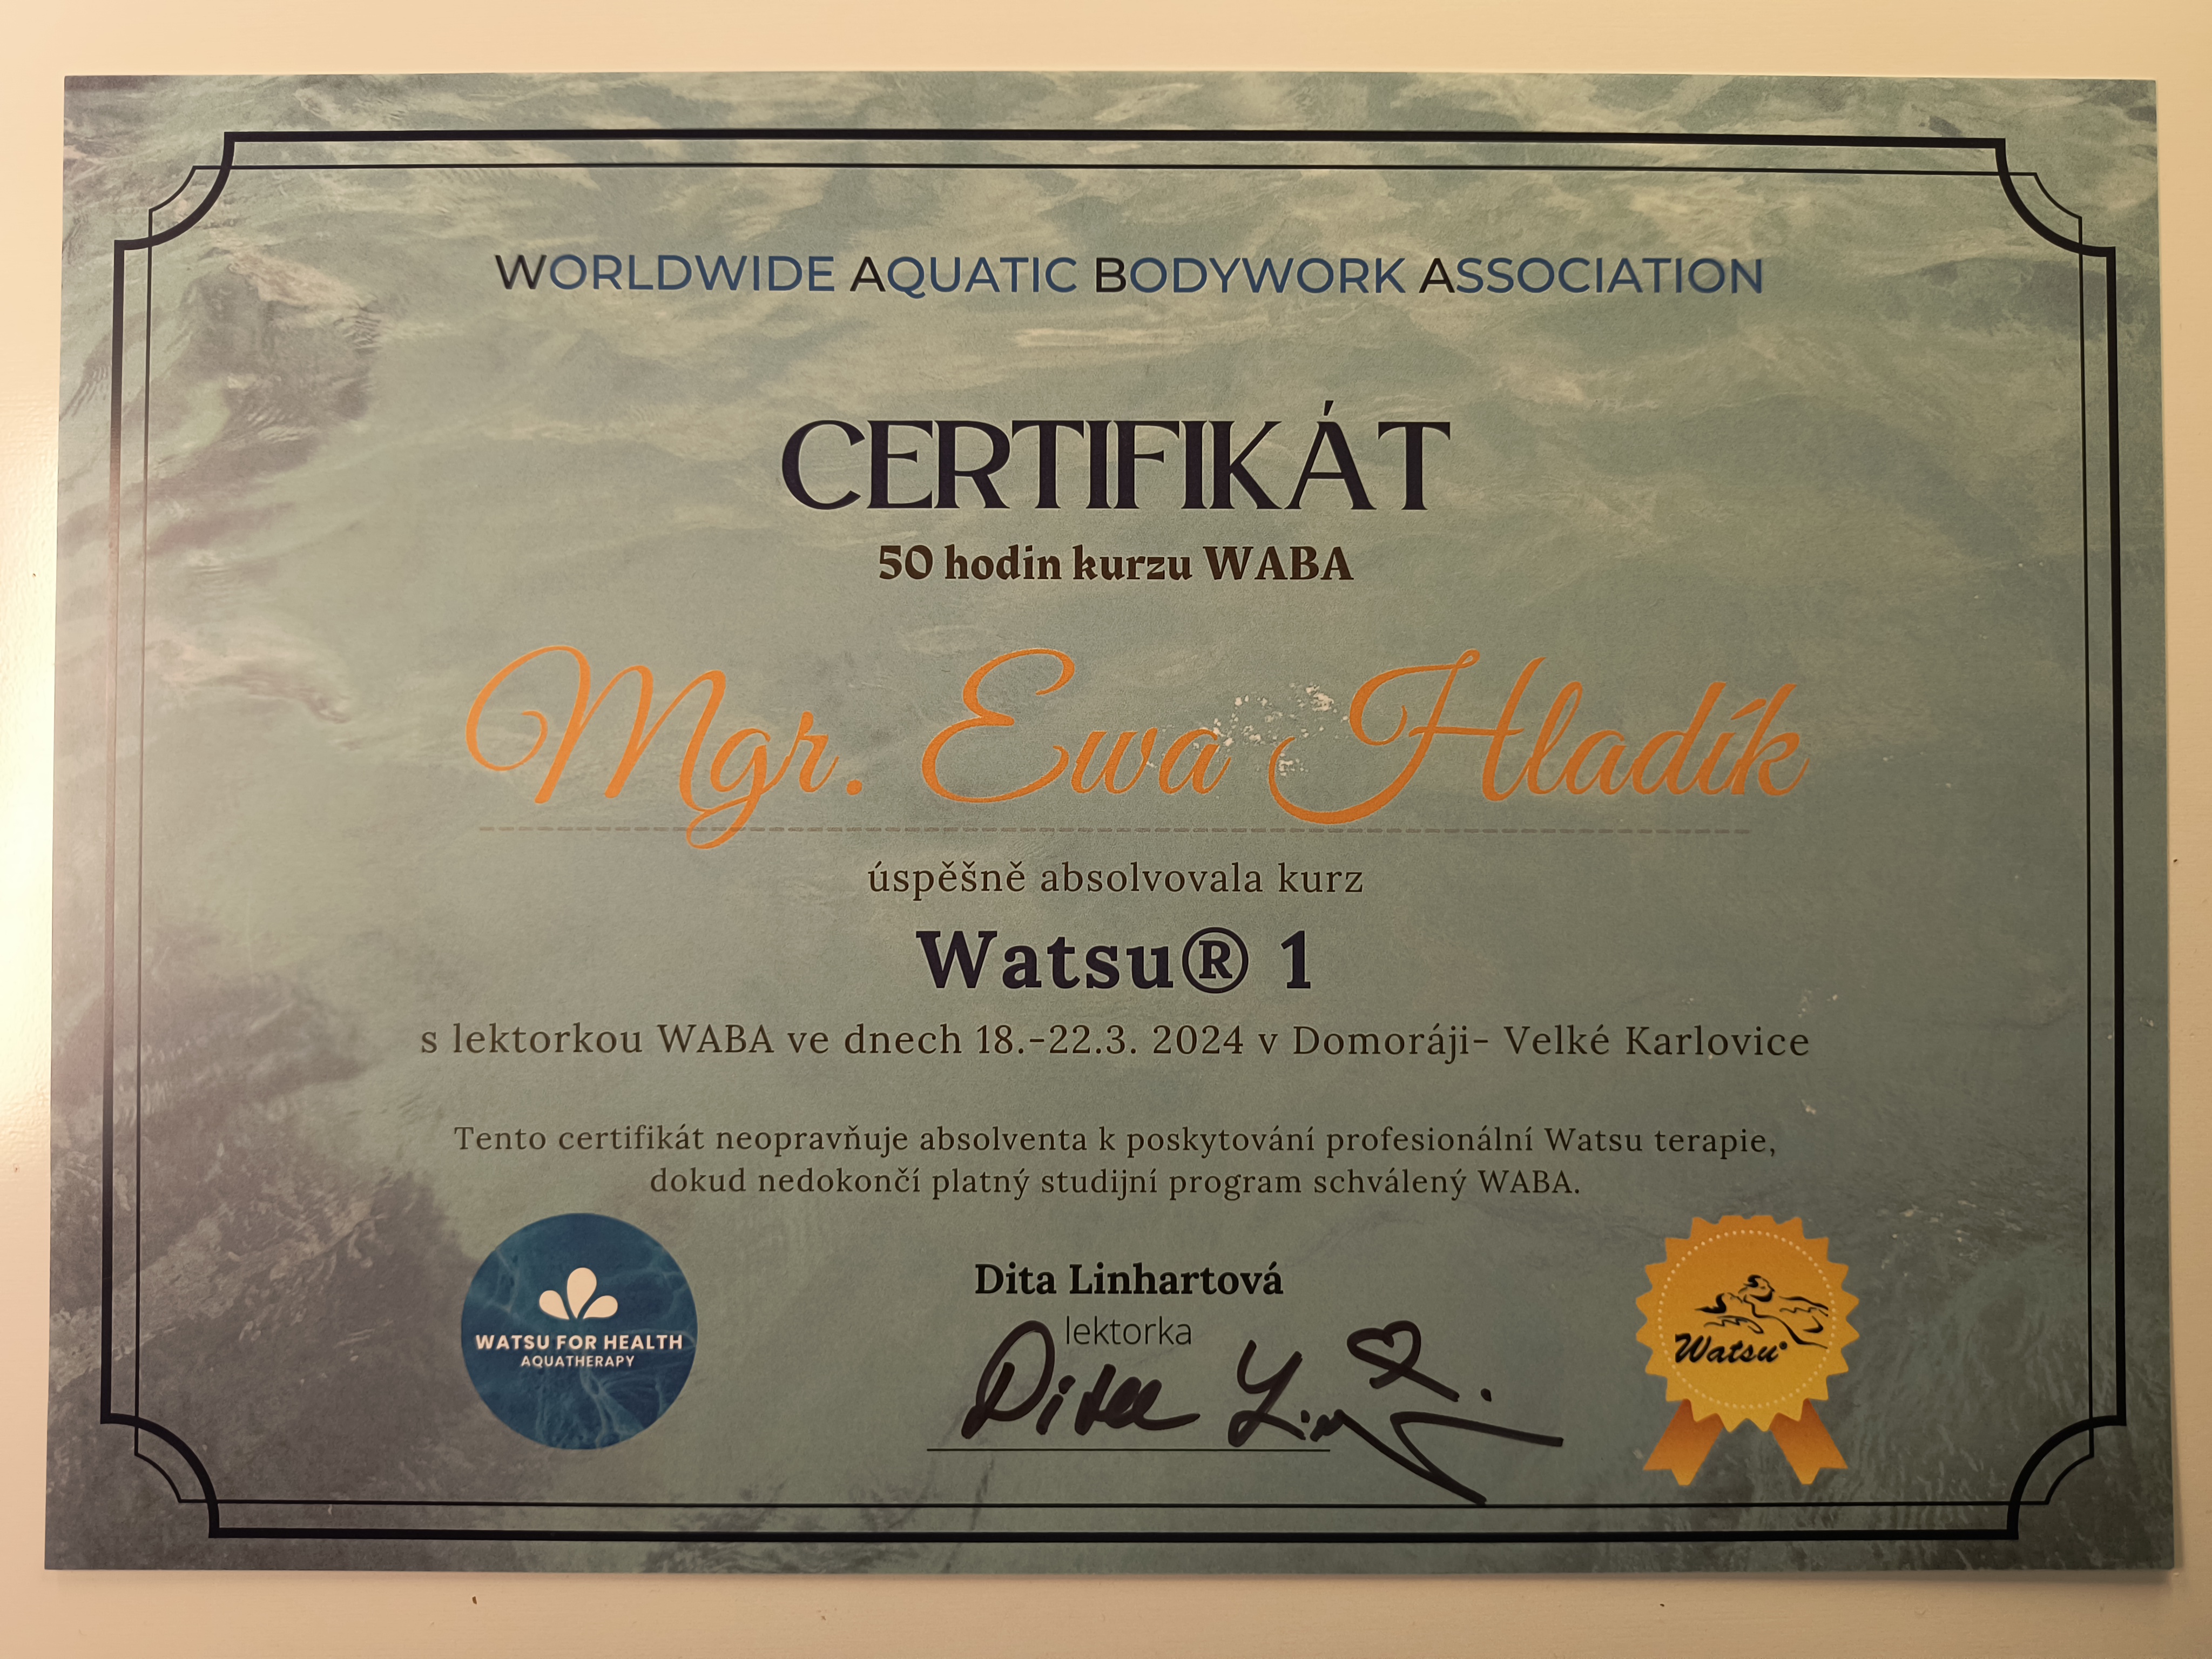 WORLDWIDE AQUATIC BODYWORK ASSOCIATION
CERTIFIKÁT
50 hodin kurzu WABA
Mgr. Ewa Hladík
úspěšně absolvovala kurz
Watsu® 1
s lektorkou WABA ve dnech 18.-22.3. 2024 v Domoráji- Velké Karlovice
Tento certifikát neopravňuje absolventa k poskytování profesionální Watsu terapie,
dokud nedokončí platný studijní program schválený WABA.
WATSU FOR HEALTH
AQUATHERAPY
Dita Linhartová
lektorka
Dita
Watsu®